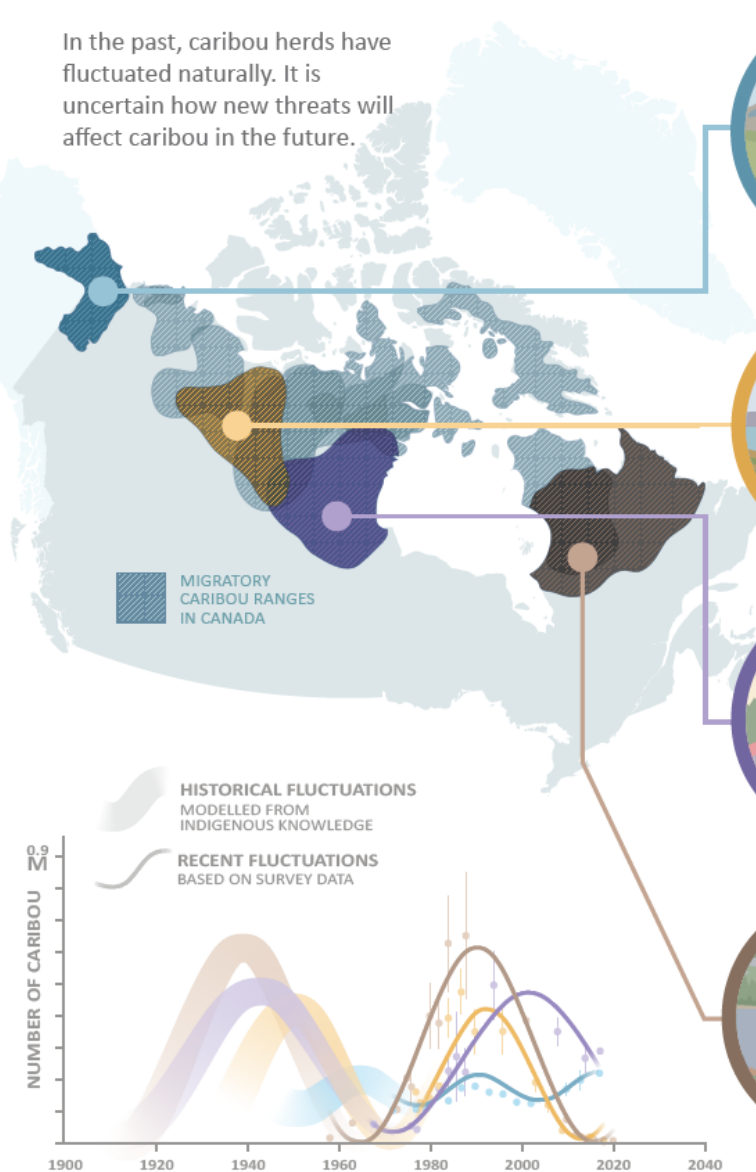 In the past, caribou herds have
fluctuated naturally. It is
uncertain how new threats will
affect caribou in the future.
MIGRATORY
CARIBOU RANGES
IN CANADA
HISTORICAL FLUCTUATIONS
MODELLED FROM
INDIGENOUS KNOWLEDGE
RECENT FLUCTUATIONS
BASED ON SURVEY DATA
0.9
M
NUMBER OF CARIBOU
1900 1920 1940 1960 1980 2000 2020 2040